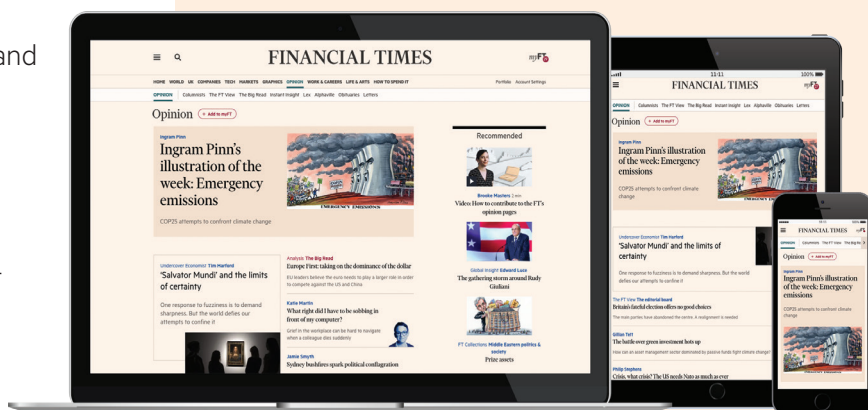 and
FINANCIAL TIMES
myFT
HOME WORLD UK COMPANIES TECH MARKETS GRAPHICS OPINION WORK & CAREERS LIFE & ARTS HOW TO SPEND IT
Portfolio Account Settings
OPINION Columnists The FT View The Big Read Instant Insight Lex Alphaville Obituaries Letters
Opinion + Add to myFT
Ingram Pinn
Ingram Pinn's
illustration of the
week: Emergency
emissions
COP25 attempts to confront climate change
EMERGENCY EMISSIONS
Undercover Economist Tim Harford
'Salvator Mundi' and the limits
of certainty
One response to fuzziness is to demand
sharpness. But the world defies our
attempts to confine it
Analysis The Big Read
Europe First: taking on the dominance of the dollar
EU leaders believe the euro needs to play a larger role in order
to compete against the US and China
Katie Martin
What right did I have to be sobbing in
front of my computer?
Grief in the workplace can be hard to navigate
when a colleague dies suddenly
Jamie Smyth
Sydney bushfires spark political conflagration
Recommended
Brooke Masters
Video: How to contribute to the FT's
opinion pages
Global Insight Edward Luce
The gathering storm around Rudy
Giuliani
FT Collections Middle Eastern politics &
society
Prize assets
11:11
100%
FINANCIAL TIMES
myFT
OPINION Columnists The FT View The Big Read Instant Insight Lex Alphaville Obituaries Letters
Opinion + Add to myFT
Ingram Pinn
Ingram Pinn's illustration
of the week: Emergency
emissions
COP25 attempts to confront climate
change
Undercover Economist Tim Harford
'Salvator Mundi' and the limits of
certainty
One response to fuzziness is to demand sharpness. But the world
defies our attempts to confine it
The FT View The editorial board
Britain's fateful election offers no good choices
The main parties have abandoned the centre. A realignment is needed
Gillian Tett
The battle over green investment hots up
How can an asset management sector dominated by passive funds fight climate change?
Philip Stephens
Crisis, what crisis? The US needs Nato as much as ever
FINANCIAL TIMES
OPINION Columnists The FT View The Big Re
Opinion + Add to myFT
Ingram Pinn
Ingram Pinn's illustration
of the week: Emergency
emissions
COP25 attempts to confront climate
change